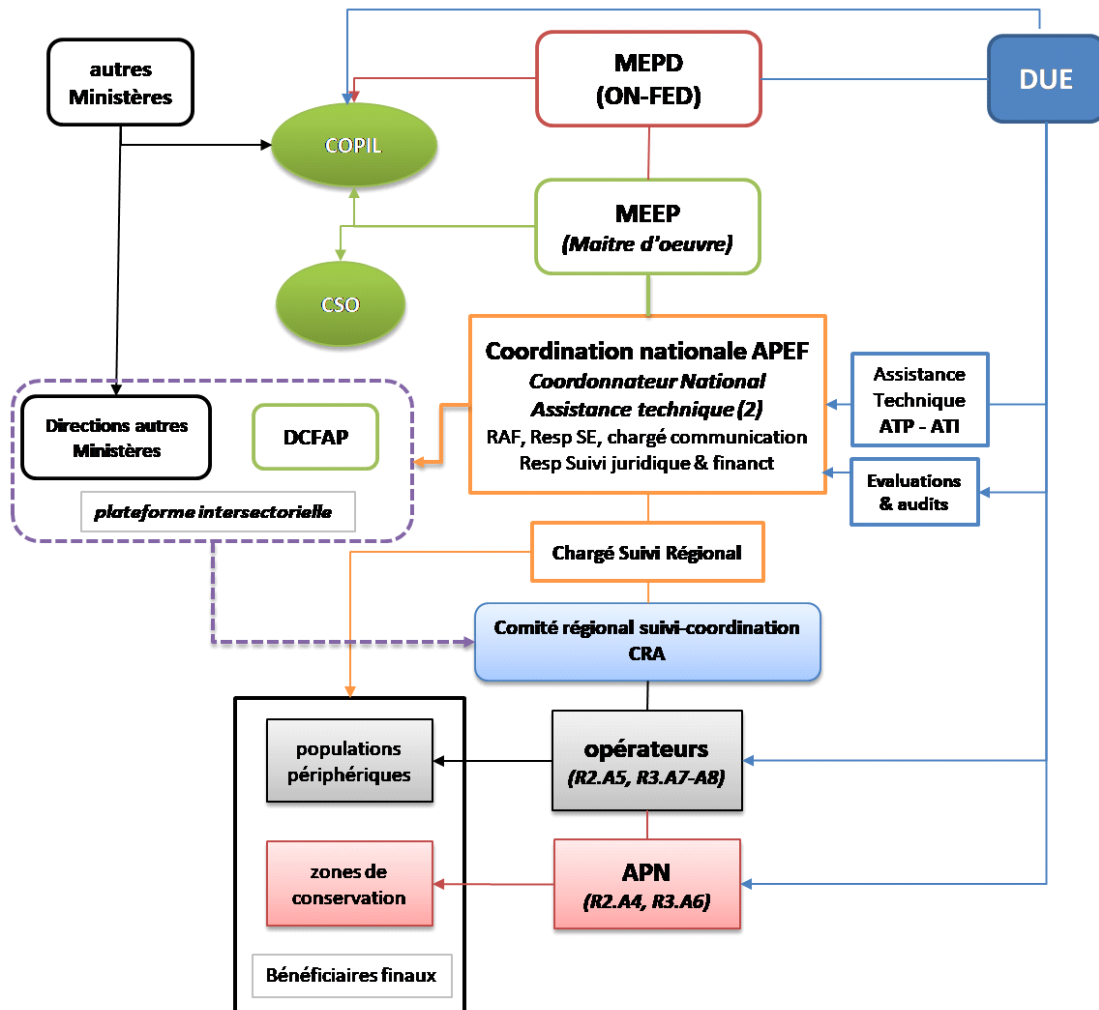 autres
Ministères
MEPD
(ON-FED)
DUE
COPIL
MEEP
(Maitre d'oeuvre)
CSO
Coordination nationale APEF
Coordonnateur National
Assistance technique (2)
RAF, Resp SE, chargé communication
Resp Suivi juridique & financt
Assistance
Technique
ATP - ATI
Evaluations
& audits
Directions autres
Ministères
DCFAP
plateforme intersectorielle
Chargé Suivi Régional
Comité régional suivi-coordination
CRA
populations
périphériques
opérateurs
(R2.A5, R3.A7-A8)
zones de
conservation
APN
(R2.A4, R3.A6)
Bénéficiaires finaux